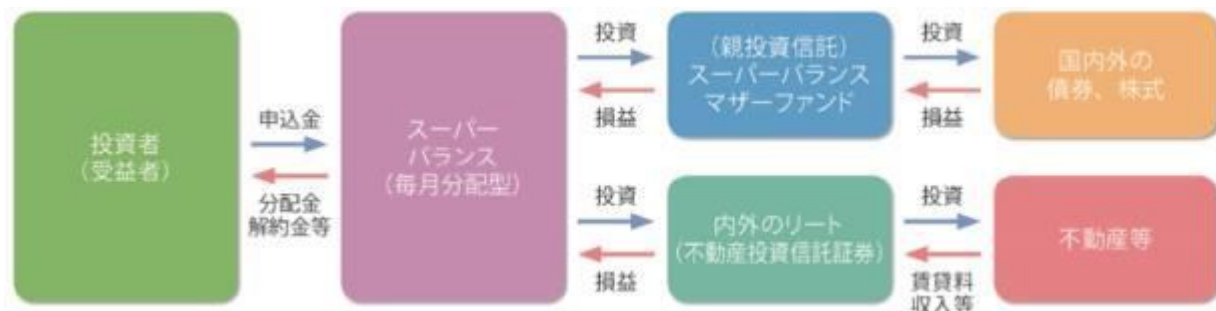 投資者
（受益者）
申込金
分配金
解約金等
スーパー
バランス
（毎月分配型）
投資
損益
（親投資信託）
スーパーバランス
マザーファンド
投資
損益
国内外の
債券、株式
投資
損益
内外のリート
（不動産投資信託証券）
投資
賃貸料
収入等
不動産等